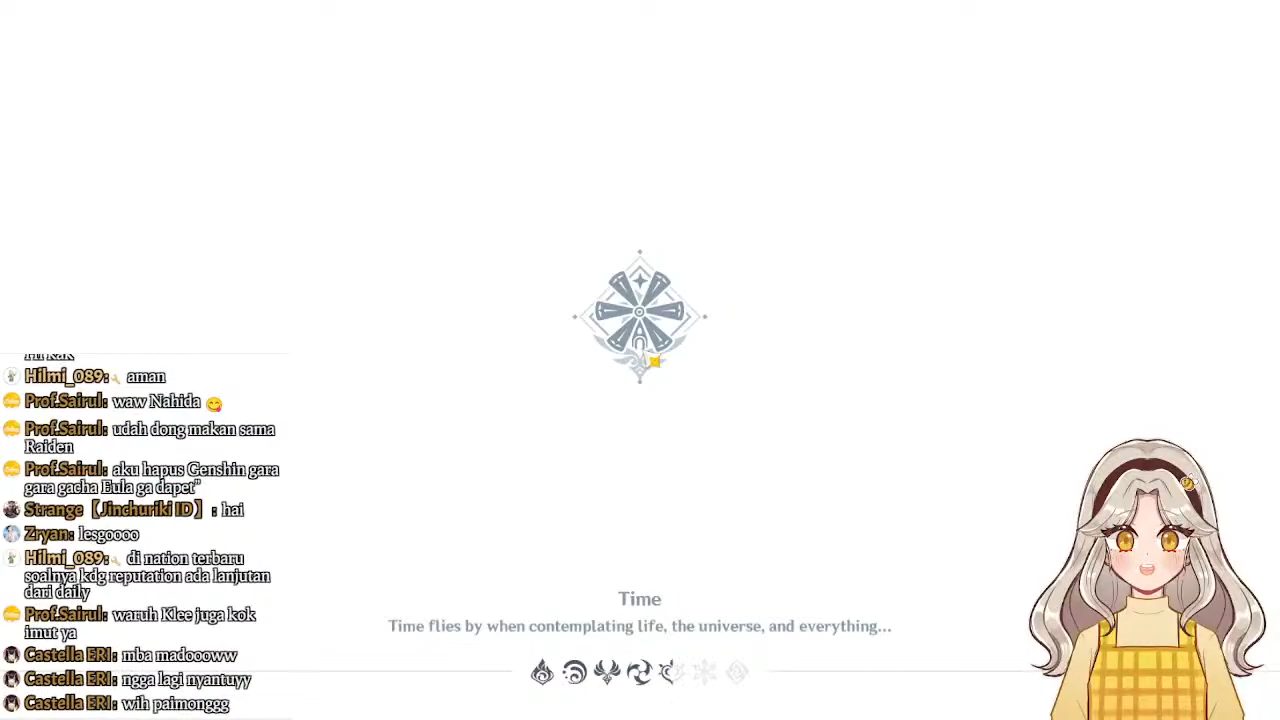 Hi kak
Hilmi_089: aman
Prof.Sairul: waw Nahida
Prof.Sairul: udah dong makan sama
Raiden
Prof.Sairul: aku hapus Genshin gara
gara gacha Eula ga dapet"
Strange【Jinchuriki ID】 : hai
Zryan: lesgoooo
Hilmi_089: di nation terbaru
soalnya kdg reputation ada lanjutan
dari daily
Prof.Sairul: waruh Klee juga kok
imut ya
Castella ERI: mba madoooww
Castella ERI: ngga lagi nyantuyy
Castella ERI: wih paimonggg
Time
Time flies by when contemplating life, the universe, and everything...